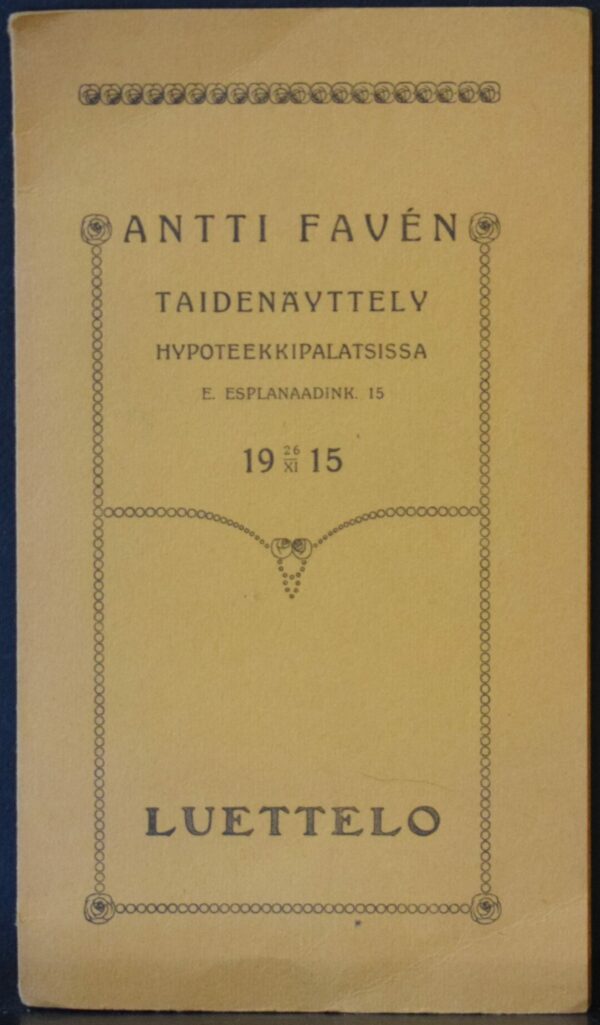 ANTTI FAVÉN
TAIDENÄYTTELY
HYPOTEEKKIPALATSISSA
E. ESPLANAADINK. 15
19 26/XI 15
LUETTELO